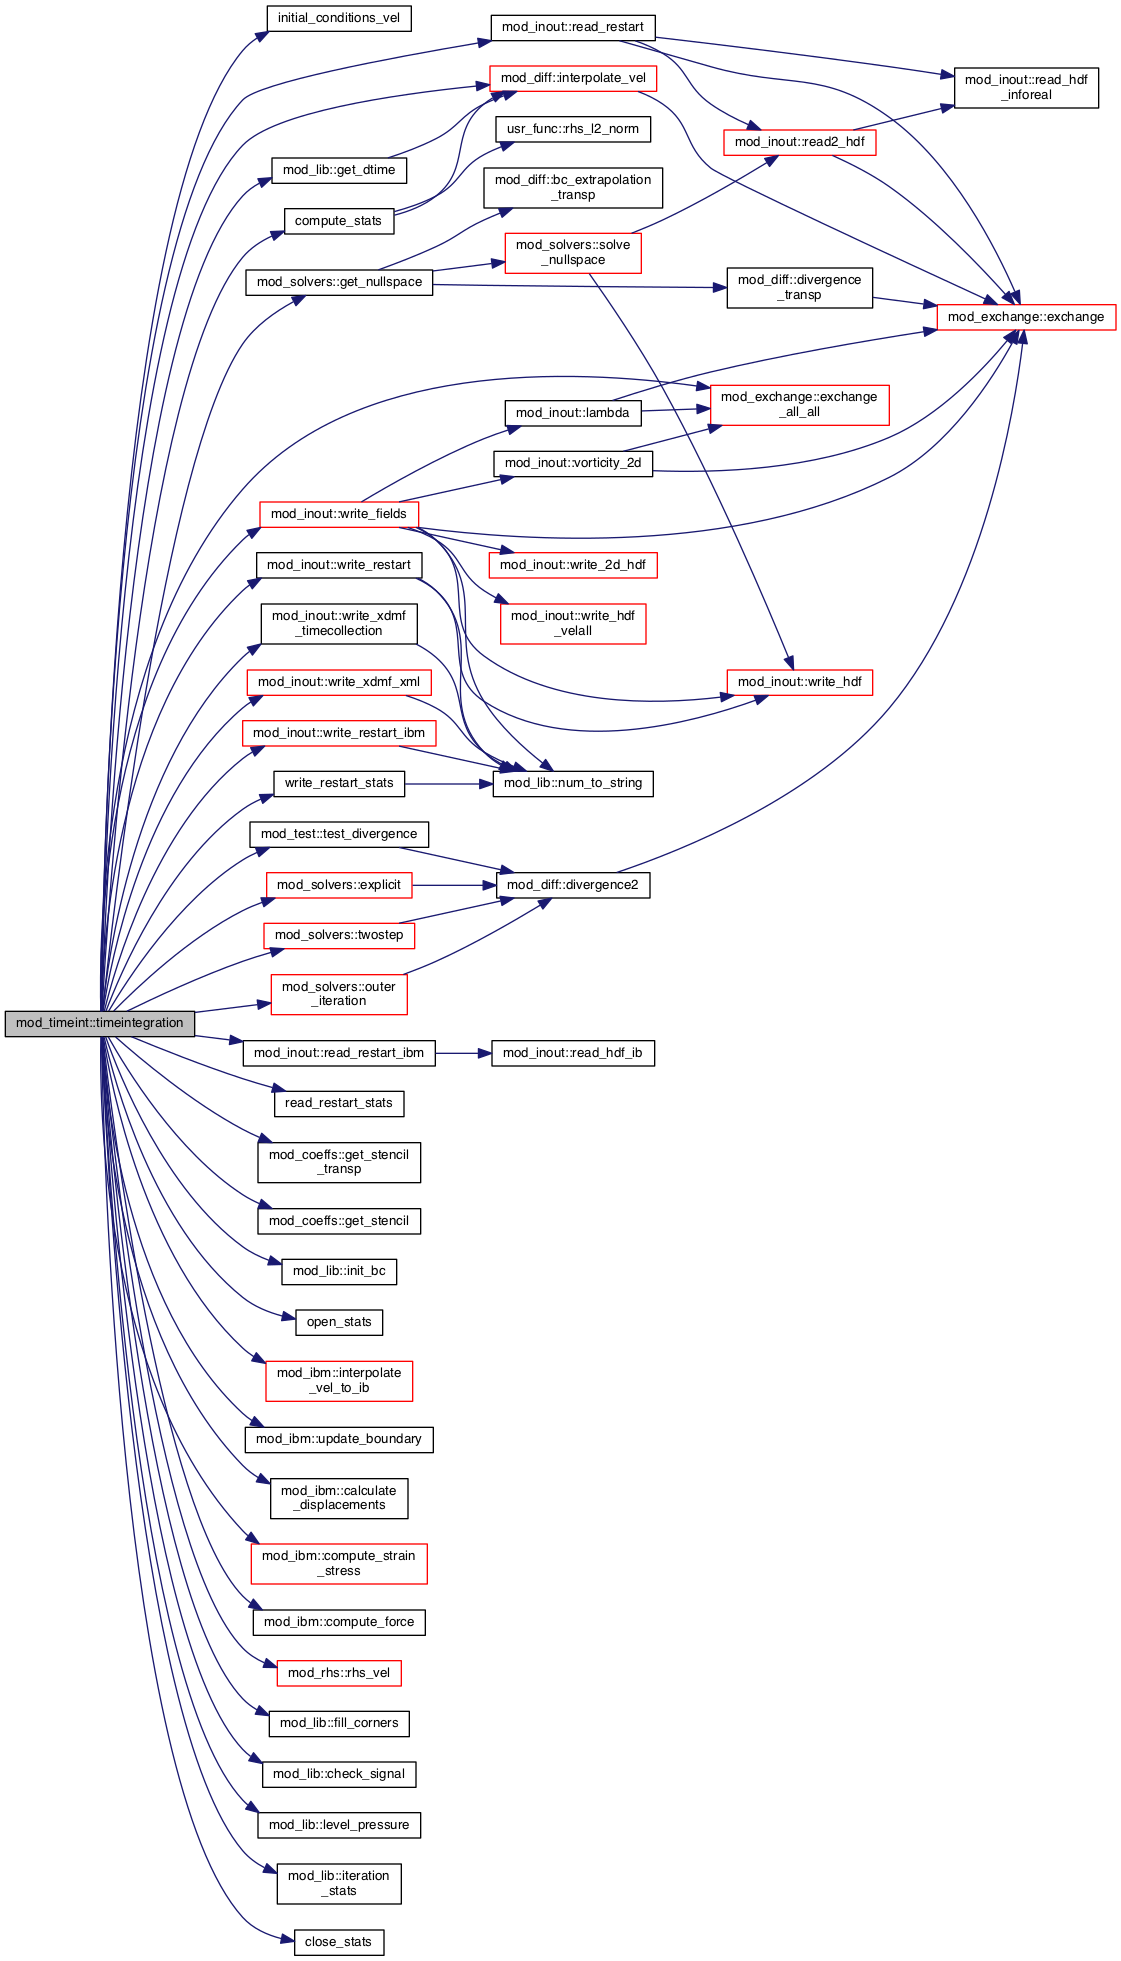 initial_conditions_vel
mod_inout::read_restart
mod_diff::interpolate_vel
mod_inout::read_hdf
_inforeal
usr_func::rhs_l2_norm
mod_inout::read2_hdf
mod_lib::get_dtime
mod_diff::bc_extrapolation
_transp
compute_stats
mod_solvers::solve
_nullspace
mod_solvers::get_nullspace
mod_diff::divergence
_transp
mod_exchange::exchange
mod_exchange::exchange
_all_all
mod_inout::lambda
mod_inout::vorticity_2d
mod_inout::write_fields
mod_inout::write_restart
mod_inout::write_2d_hdf
mod_inout::write_xdmf
_timecollection
mod_inout::write_hdf
_velall
mod_inout::write_xdmf_xml
mod_inout::write_hdf
mod_inout::write_restart_ibm
write_restart_stats
mod_lib::num_to_string
mod_test::test_divergence
mod_solvers::explicit
mod_diff::divergence2
mod_solvers::twostep
mod_solvers::outer
_iteration
mod_timeint::timeintegration
mod_inout::read_restart_ibm
mod_inout::read_hdf_ib
read_restart_stats
mod_coeffs::get_stencil
_transp
mod_coeffs::get_stencil
mod_lib::init_bc
open_stats
mod_ibm::interpolate
_vel_to_ib
mod_ibm::update_boundary
mod_ibm::calculate
_displacements
mod_ibm::compute_strain
_stress
mod_ibm::compute_force
mod_rhs::rhs_vel
mod_lib::fill_corners
mod_lib::check_signal
mod_lib::level_pressure
mod_lib::iteration
_stats
close_stats